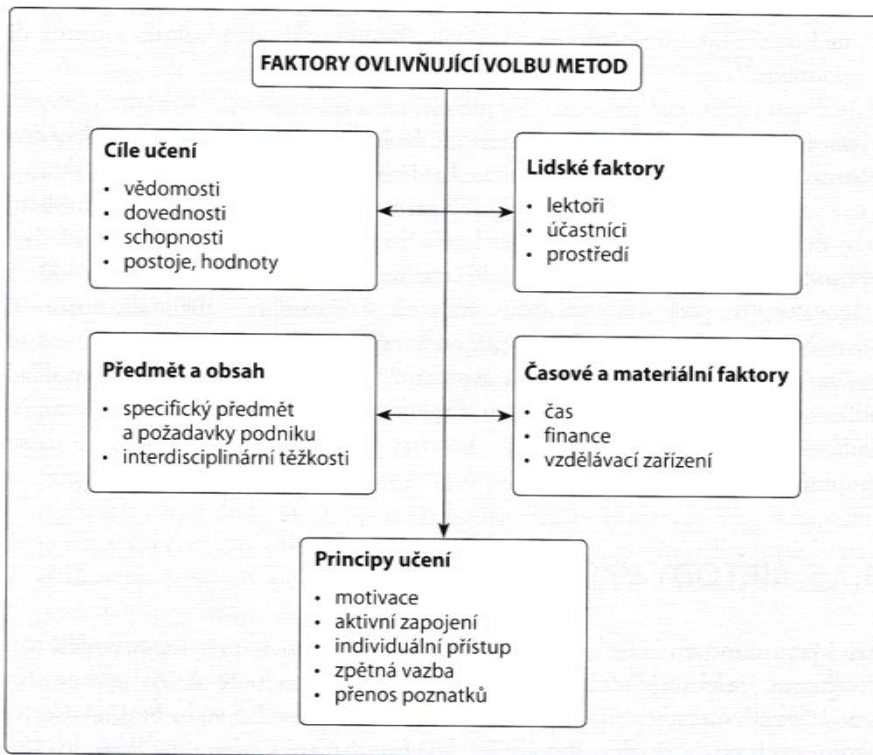 FAKTORY OVLIVŇUJÍCÍ VOLBU METOD
Cíle učení
• vědomosti
• dovednosti
• schopnosti
• postoje, hodnoty
Lidské faktory
• lektoři
• účastníci
• prostředí
Předmět a obsah
• specifický předmět
a požadavky podniku
• interdisciplinární těžkosti
Časové a materiální faktory
• čas
• finance
• vzdělávací zařízení
Principy učení
• motivace
• aktivní zapojení
• individuální přístup
• zpětná vazba
• přenos poznatků